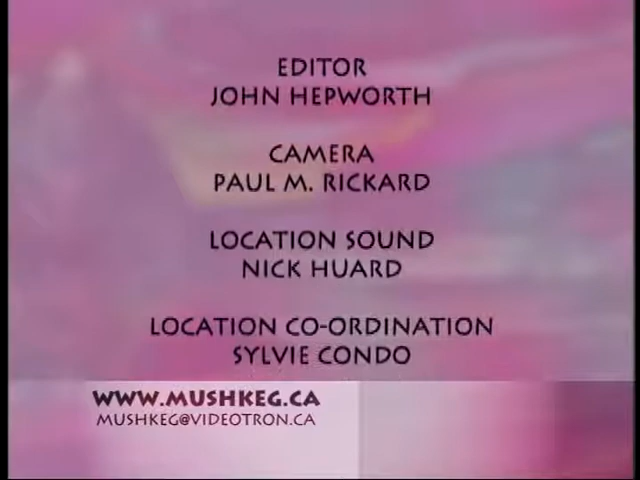 EDITOR
JOHN HEPWORTH
CAMERA
PAUL M. RICKARD
LOCATION SOUND
NICK HUARD
LOCATION CO-ORDINATION
SYLVIE CONDO
WWW.MUSHKEG.CA
MUSHKEG@VIDEOTRON.CA